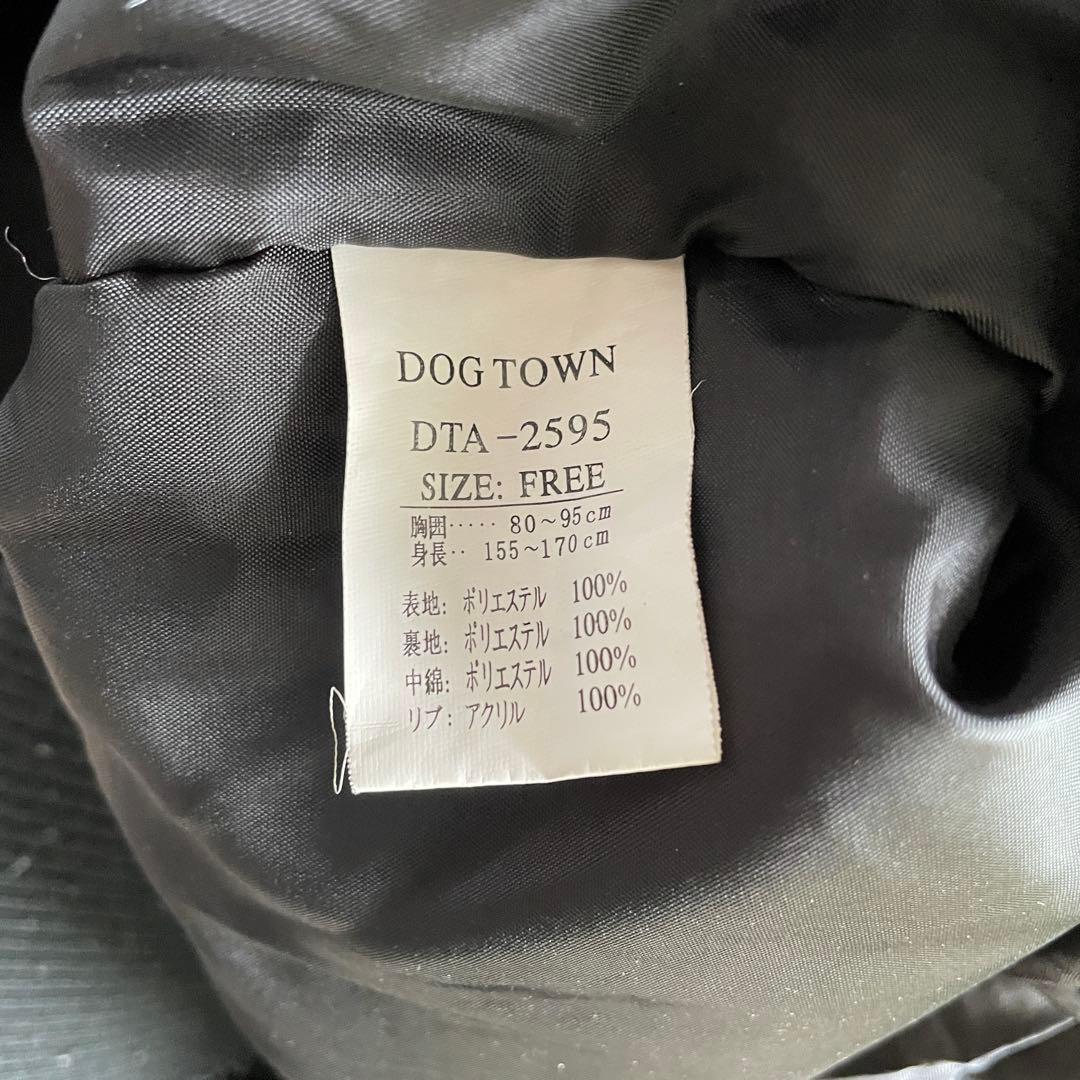 DOG TOWN
DTA-2595
SIZE: FREE
胸囲····· 80～95cm
身長·· 155～170cm
表地: ポリエステル 100%
裏地: ポリエステル 100%
中綿: ポリエステル 100%
リブ: アクリル 100%